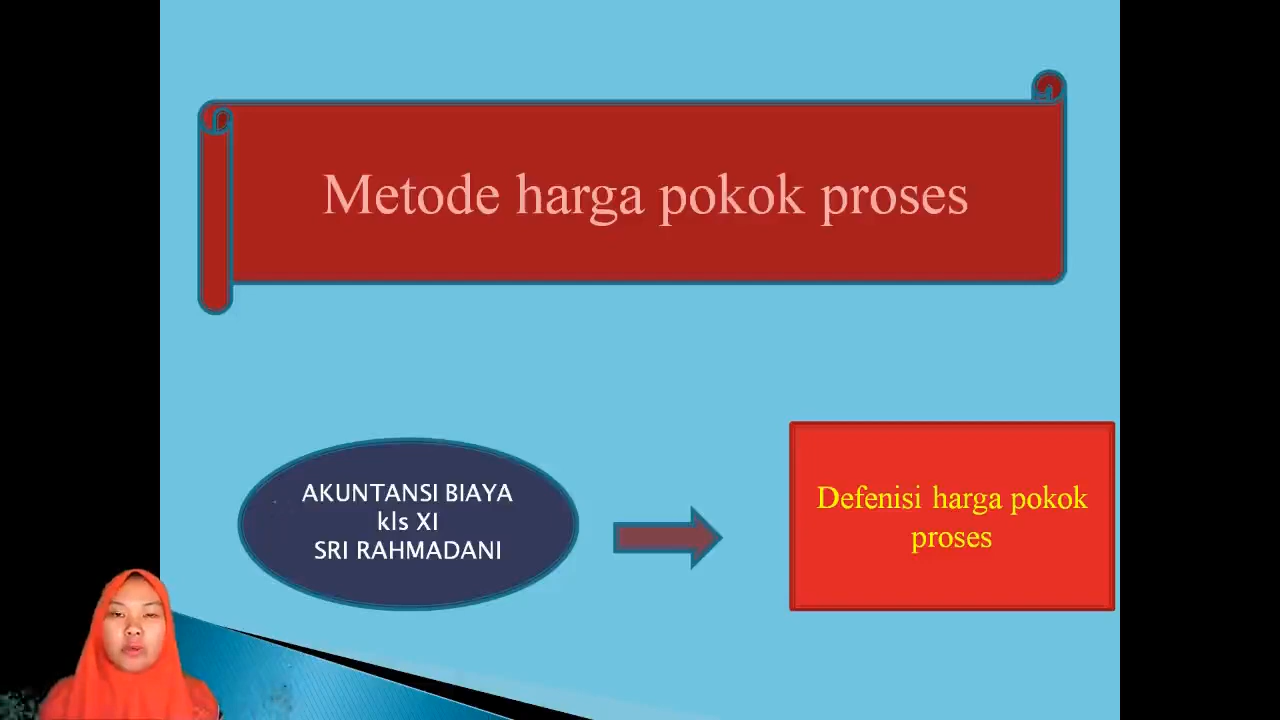 Metode harga pokok proses
AKUNTANSI BIAYA
kls XI
SRI RAHMADANI
Defenisi harga pokok
proses